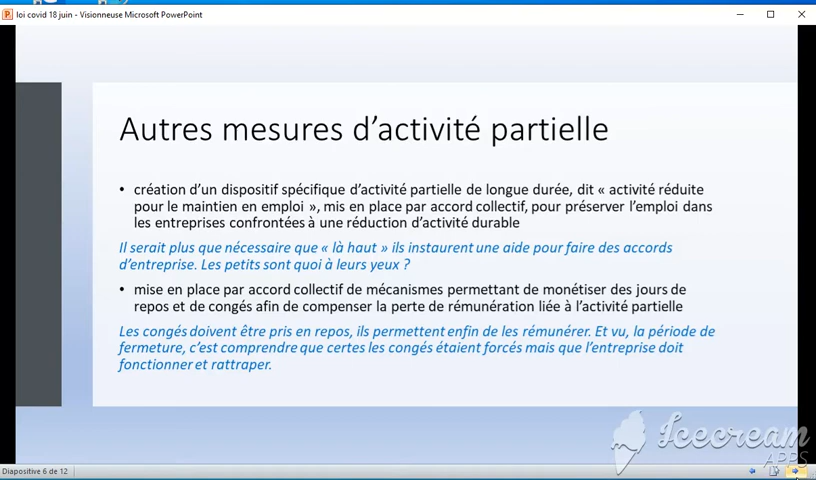 loi covid 18 juin - Visionneuse Microsoft PowerPoint
Autres mesures d’activité partielle
• création d’un dispositif spécifique d’activité partielle de longue durée, dit « activité réduite
pour le maintien en emploi », mis en place par accord collectif, pour préserver l’emploi dans
les entreprises confrontées à une réduction d’activité durable
Il serait plus que nécessaire que « là haut » ils instaurent une aide pour faire des accords
d’entreprise. Les petits sont quoi à leurs yeux ?
• mise en place par accord collectif de mécanismes permettant de monétiser des jours de
repos et de congés afin de compenser la perte de rémunération liée à l’activité partielle
Les congés doivent être pris en repos, ils permettent enfin de les rémunérer. Et vu, la période de
fermeture, c’est comprendre que certes les congés étaient forcés mais que l’entreprise doit
fonctionner et rattraper.
Icecream
APPS
Diapositive 6 de 12